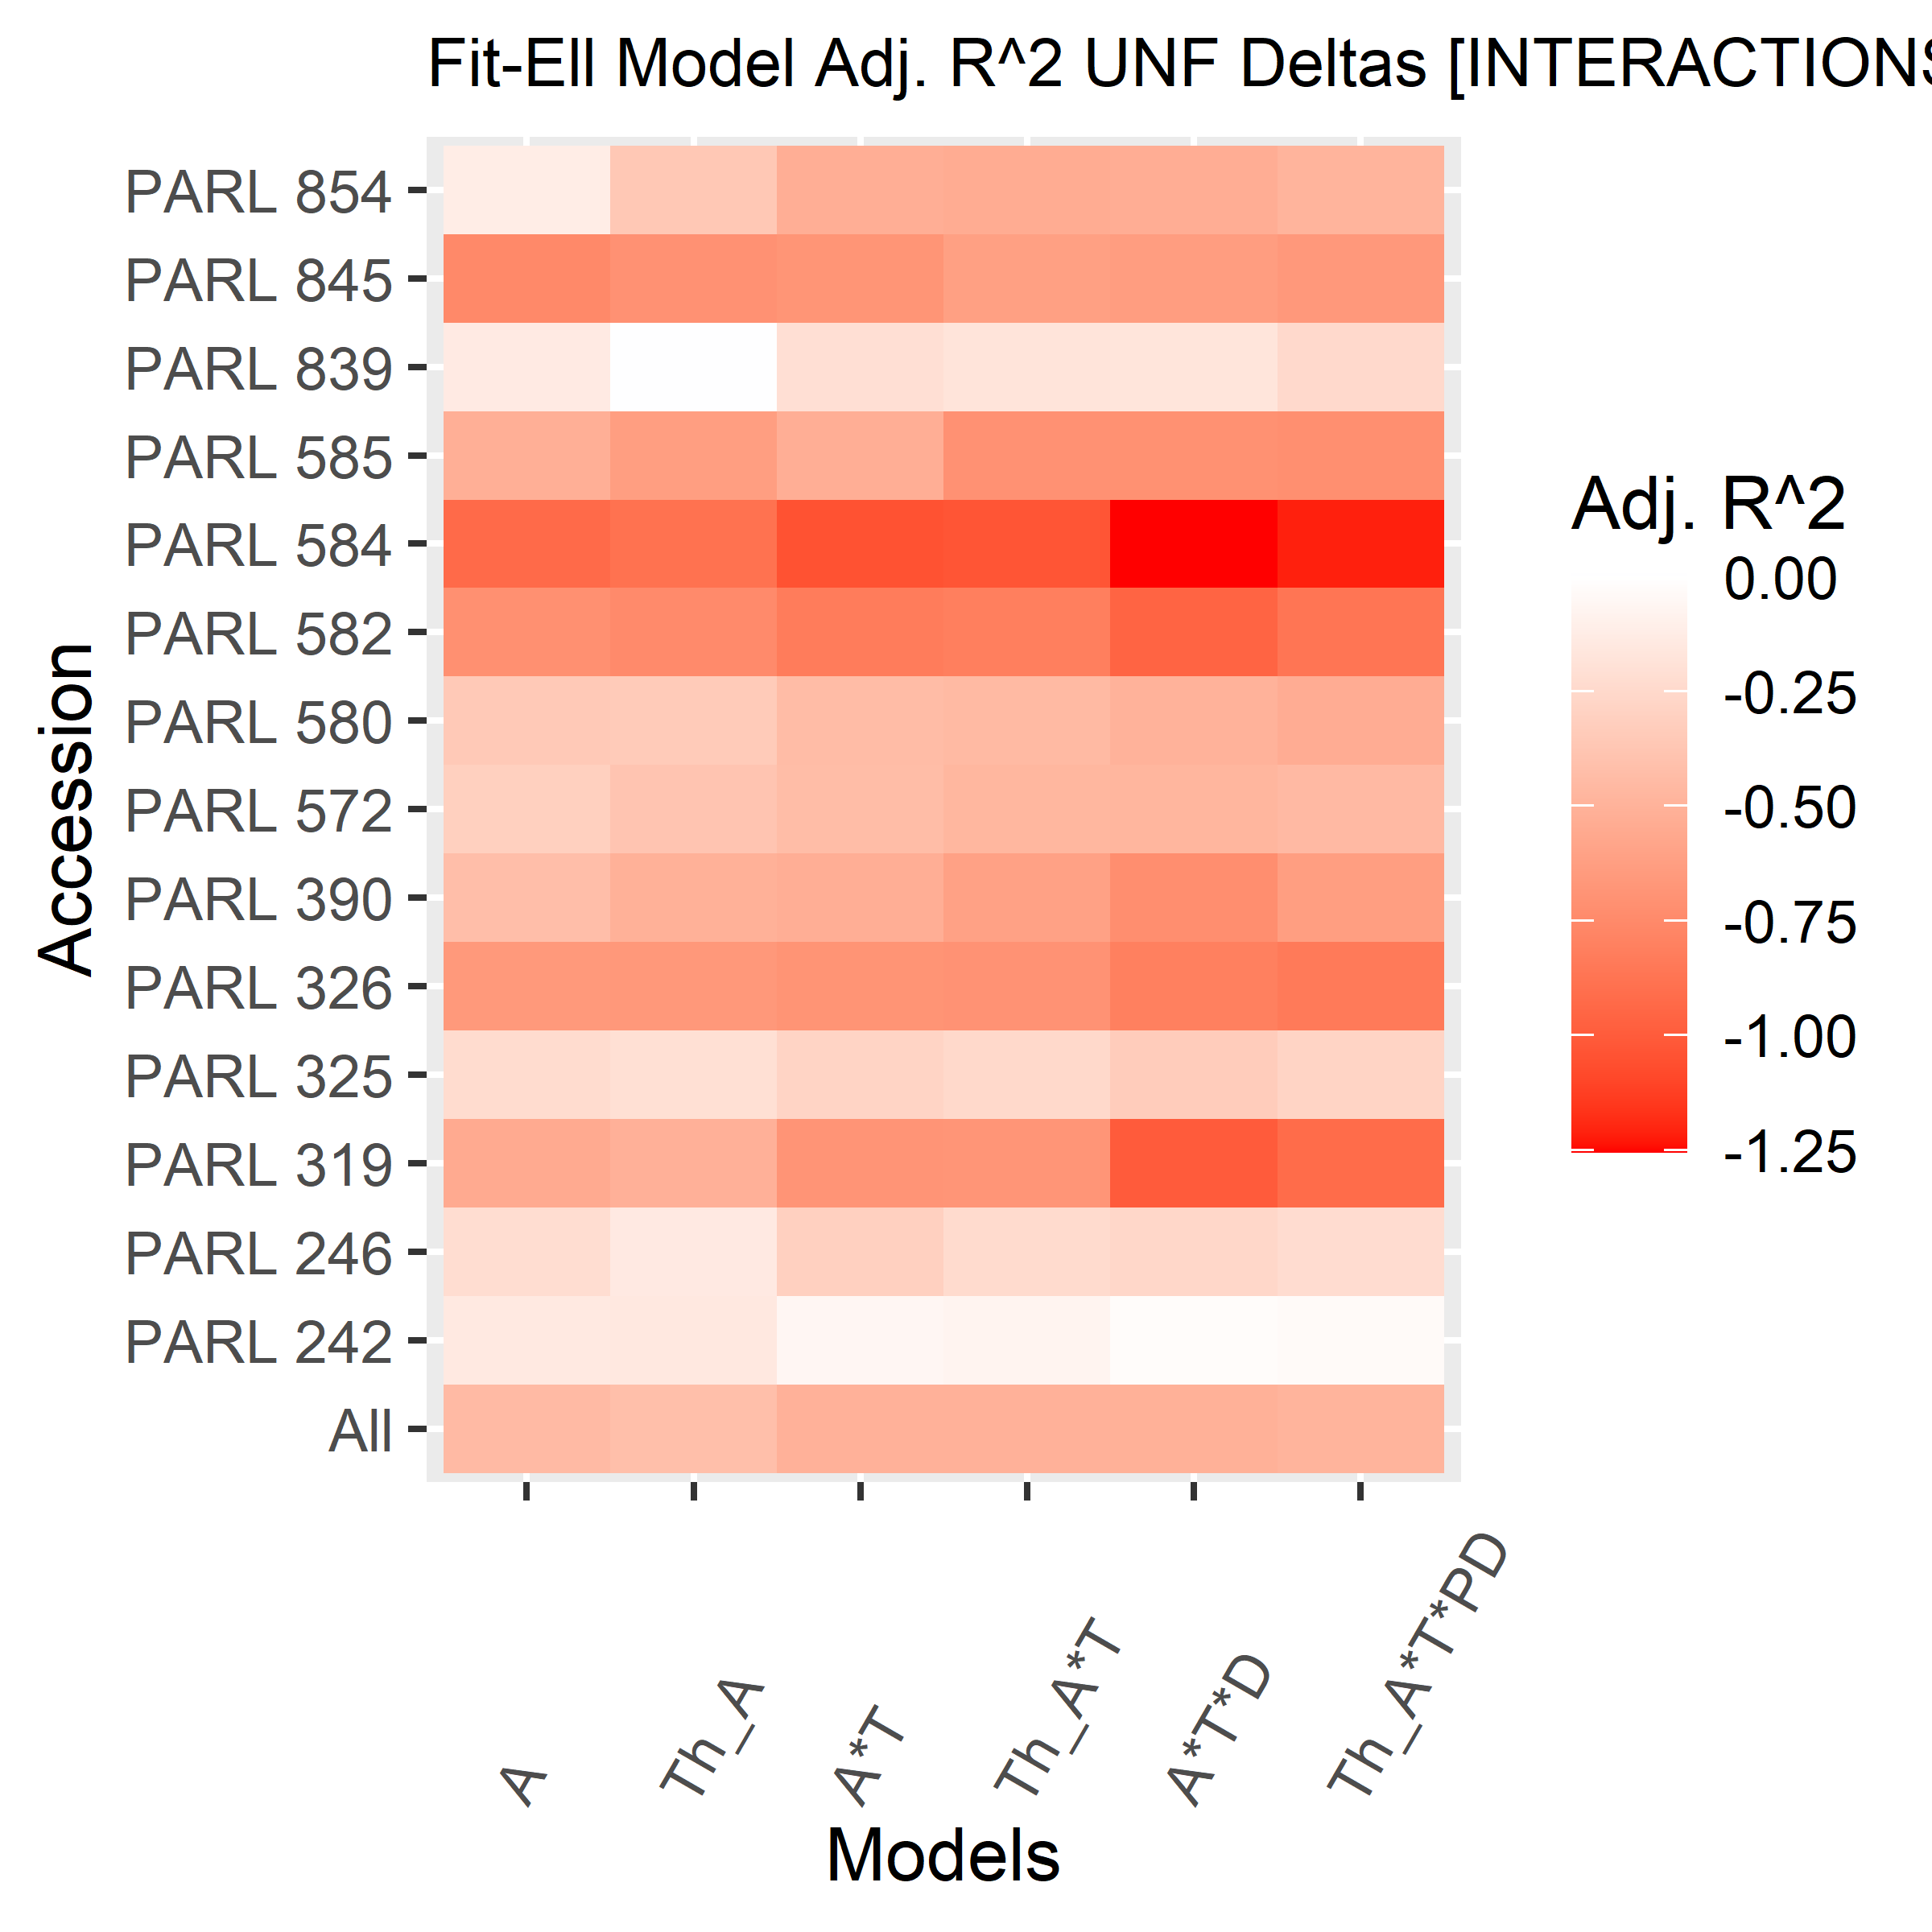 Fit-Ell Model Adj. R^2 UNF Deltas [INTERACTIONS
PARL 854
PARL 845
PARL 839
PARL 585
PARL 584
PARL 582
PARL 580
PARL 572
PARL 390
PARL 326
PARL 325
PARL 319
PARL 246
PARL 242
All
Accession
A
Th_A
A*T
Th_A*T
A*T*D
Th_A*T*PD
Models
Adj. R^2
0.00
-0.25
-0.50
-0.75
-1.00
-1.25